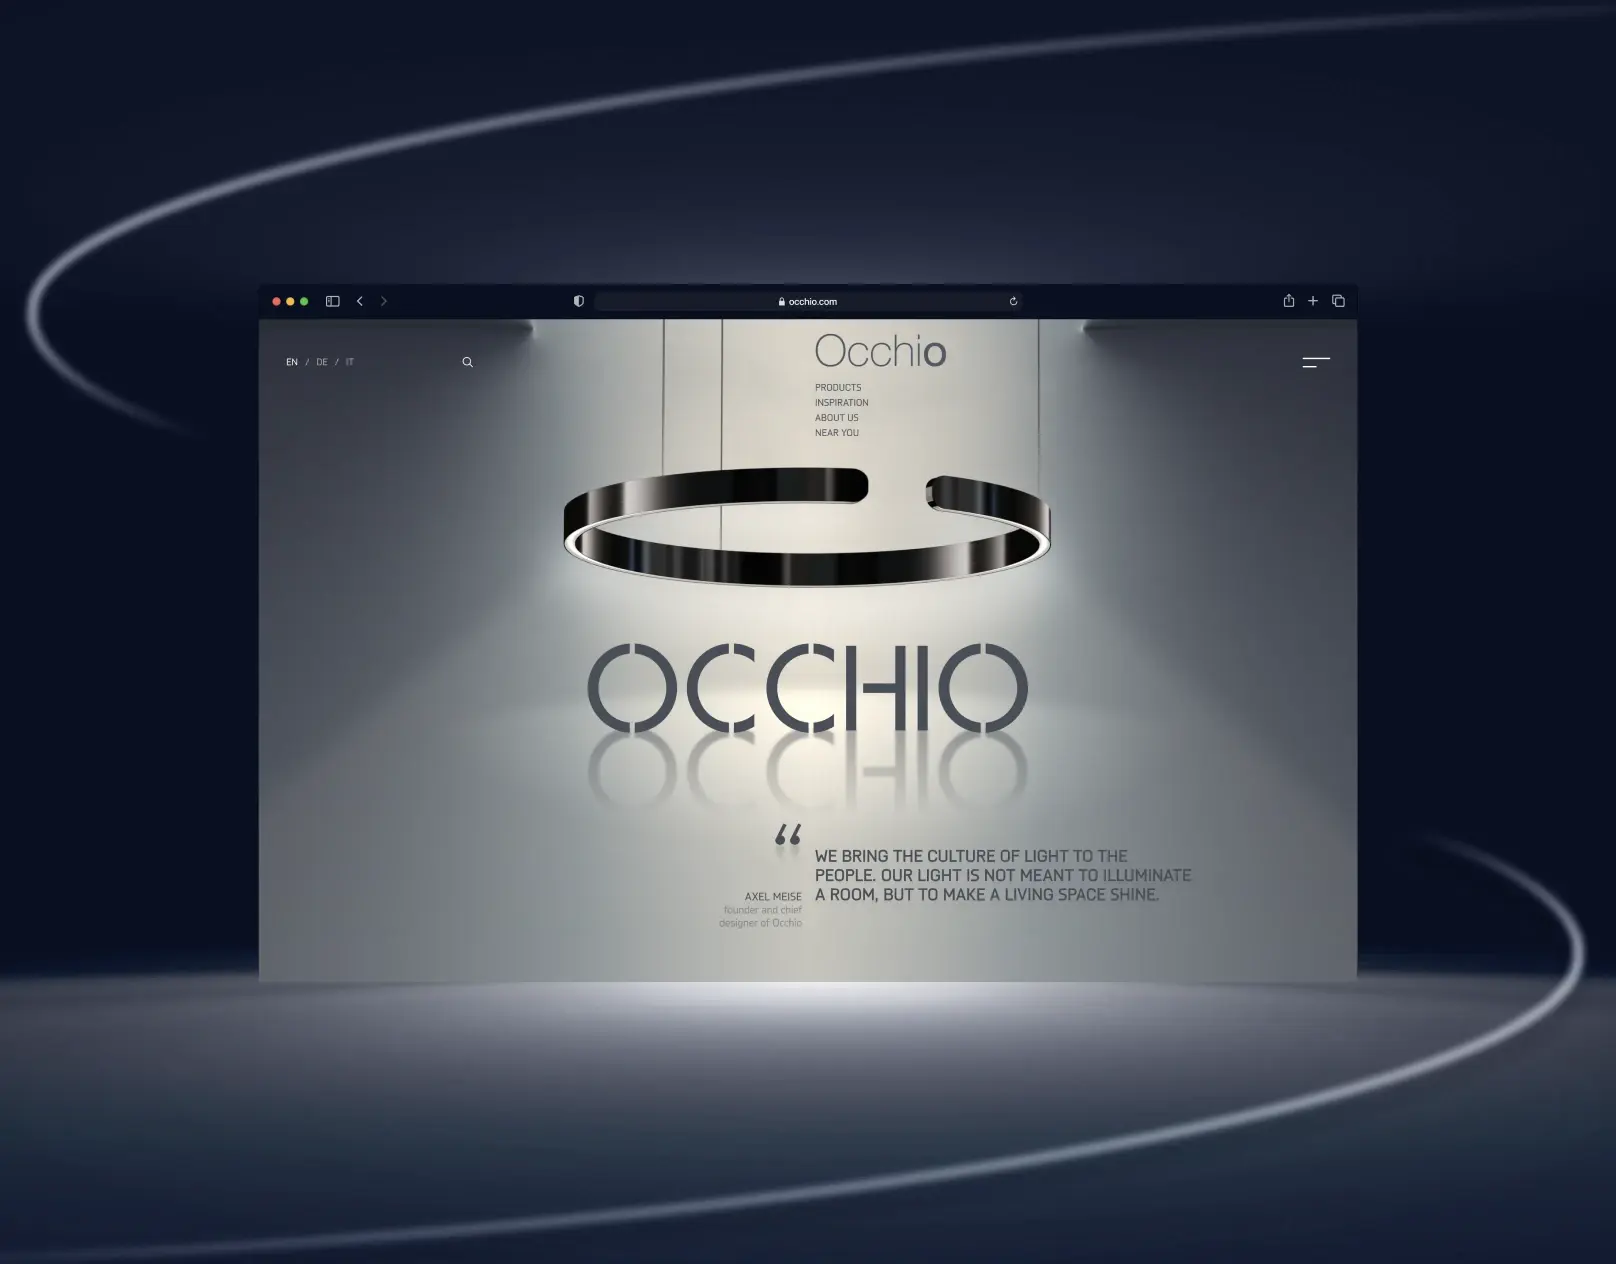 occhio.com
EN / DE / IT
Occhio
PRODUCTS
INSPIRATION
ABOUT US
NEAR YOU
OCCHIO
“
WE BRING THE CULTURE OF LIGHT TO THE
PEOPLE. OUR LIGHT IS NOT MEANT TO ILLUMINATE
A ROOM, BUT TO MAKE A LIVING SPACE SHINE.
AXEL MEISE
founder and chief
designer of Occhio